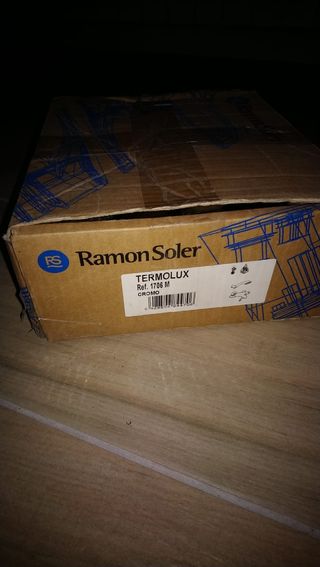 RS
Ramon Soler
TERMOLUX
Ref. 1706 M
CROMO